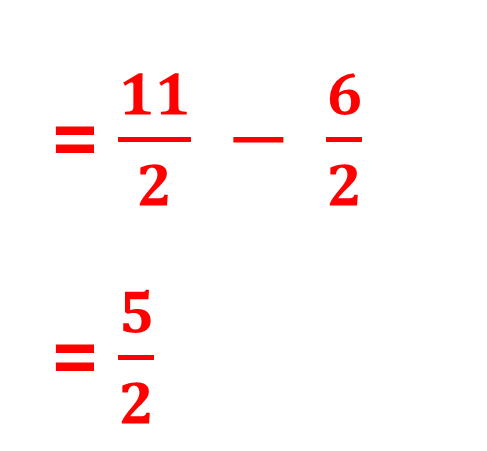 = 11/2 − 6/2
= 5/2